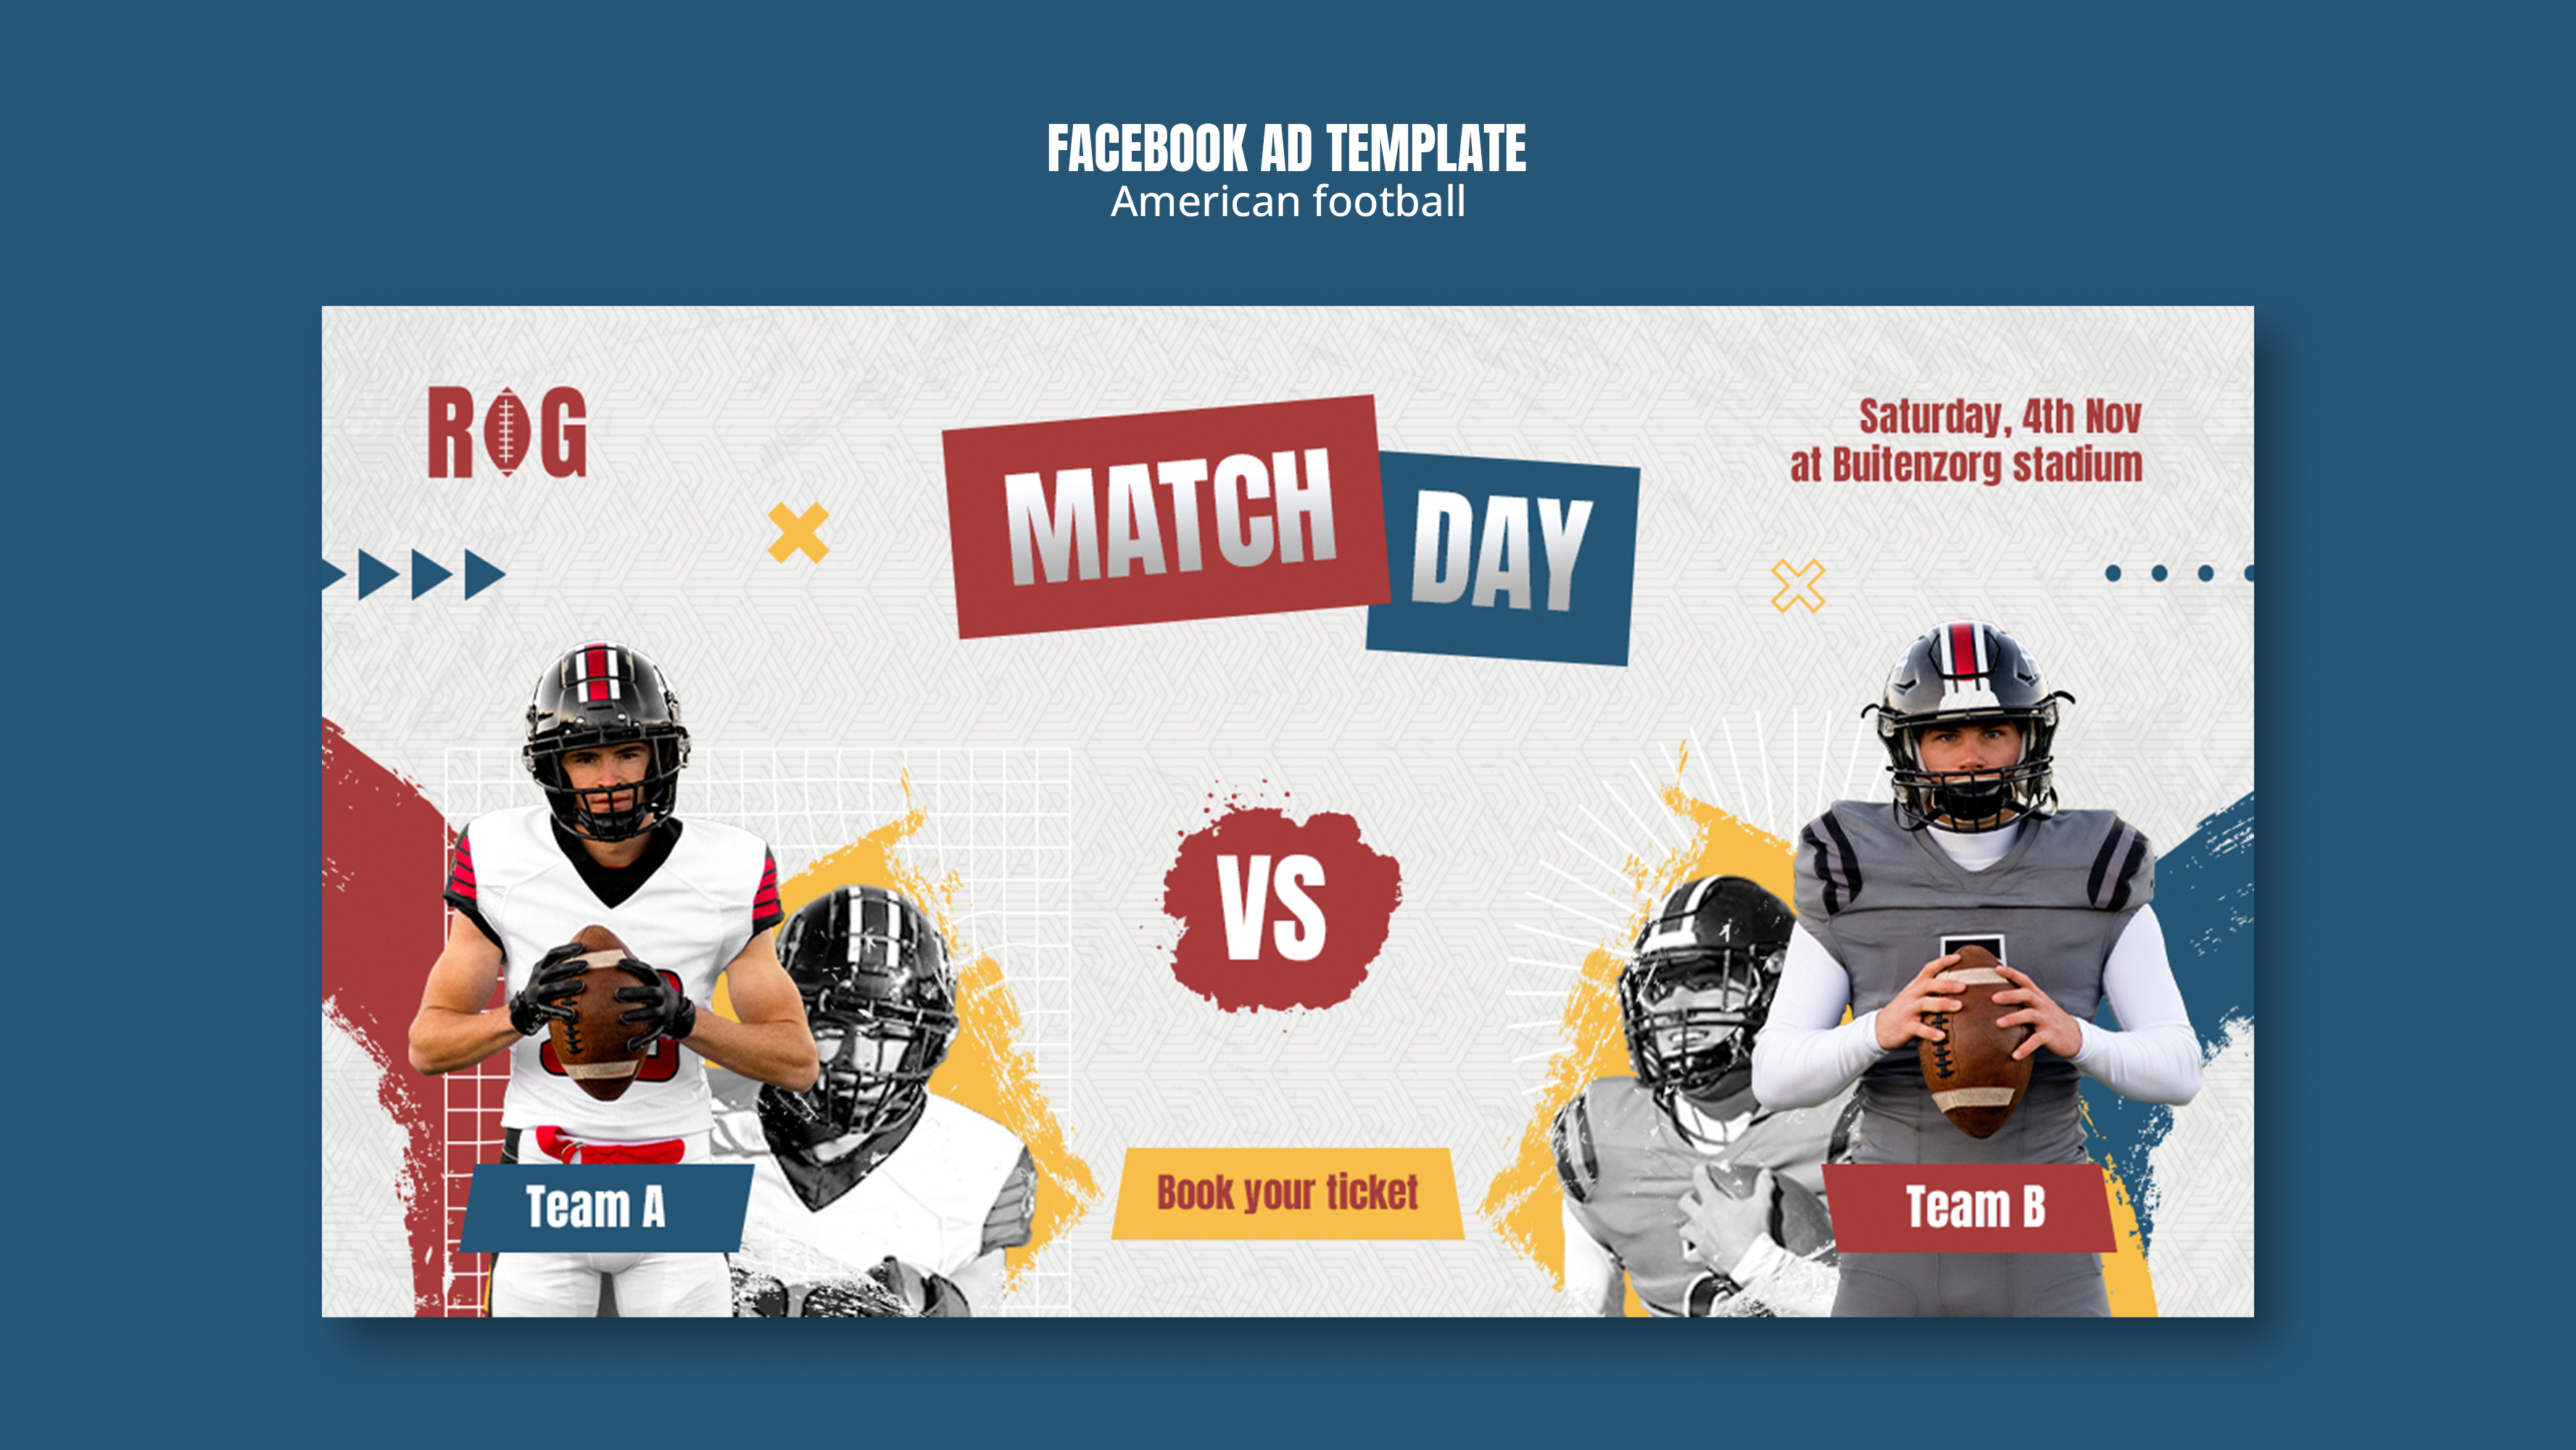 FACEBOOK AD TEMPLATE
American football
R G
MATCH
DAY
Saturday, 4th Nov
at Buitenzorg stadium
VS
Team A
Book your ticket
Team B